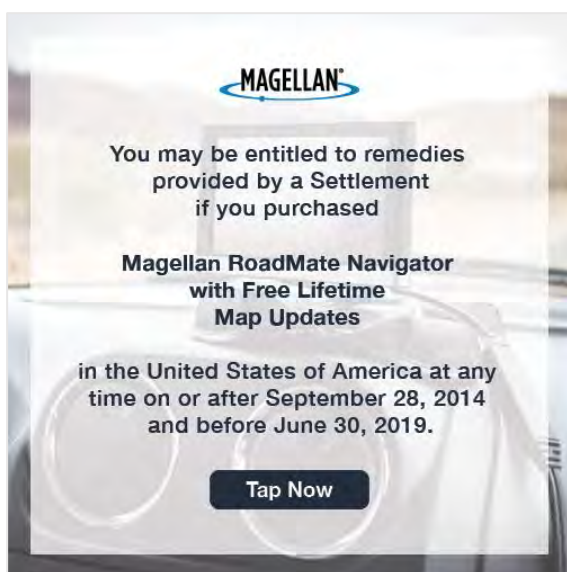 MAGELLAN®
You may be entitled to remedies
provided by a Settlement
if you purchased
Magellan RoadMate Navigator
with Free Lifetime
Map Updates
in the United States of America at any
time on or after September 28, 2014
and before June 30, 2019.
Tap Now